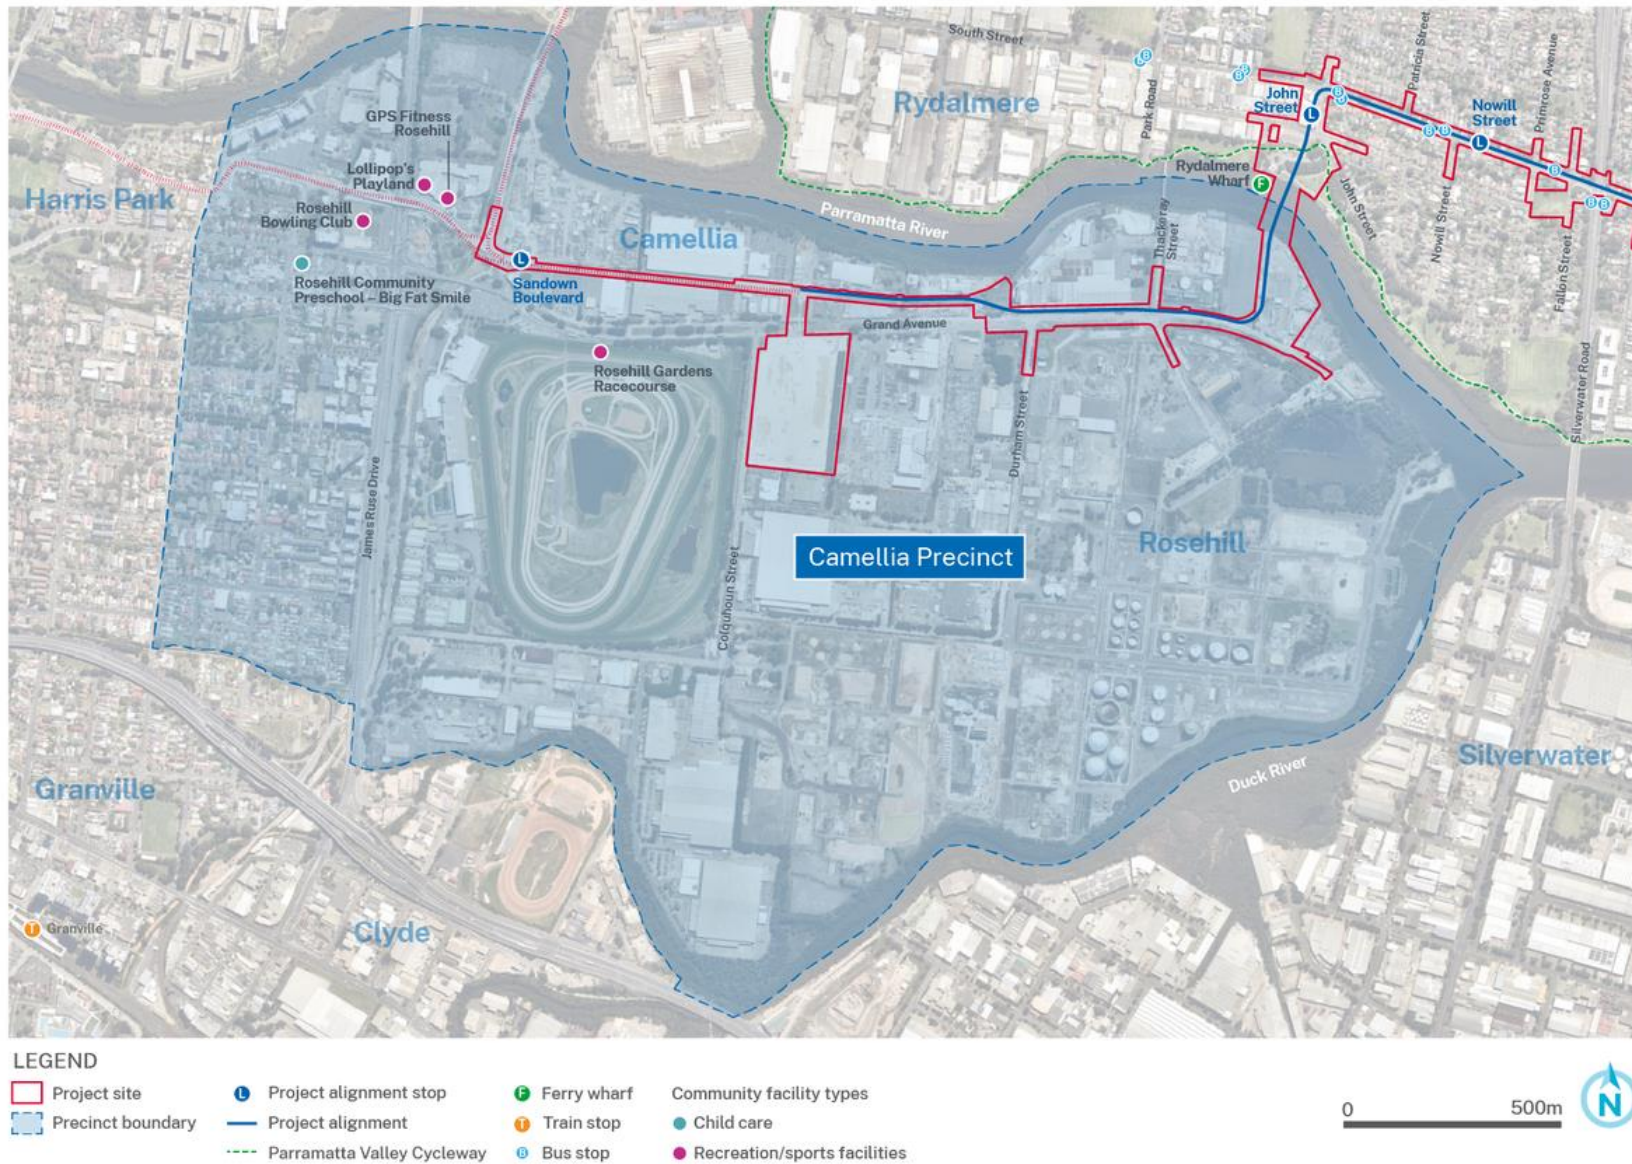 South Street
Rydalmere
Park Road
John
Street
Patricia Street
Nowill
Street
Primrose Avenue
GPS Fitness
Rosehill
Lollipop's
Playland
Rosehill
Bowling Club
Harris Park
Rydalmere
Wharf
F
B
B
B
B
B
B
B
B
B
B
B
L
L
John Street
Nowill Street
Fallon Street
Parramatta River
Thackeray
Street
Camellia
L
Sandown
Boulevard
Rosehill Community
Preschool – Big Fat Smile
Grand Avenue
Rosehill Gardens
Racecourse
Silverwater Road
Durham Street
James Ruse Drive
Colquhoun Street
Camellia Precinct
Rosehill
Granville
Silverwater
Duck River
Clyde
T
Granville
LEGEND
Project site
Precinct boundary
L Project alignment stop
Project alignment
Parramatta Valley Cycleway
F Ferry wharf
T Train stop
B Bus stop
Community facility types
Child care
Recreation/sports facilities
0 500m
N